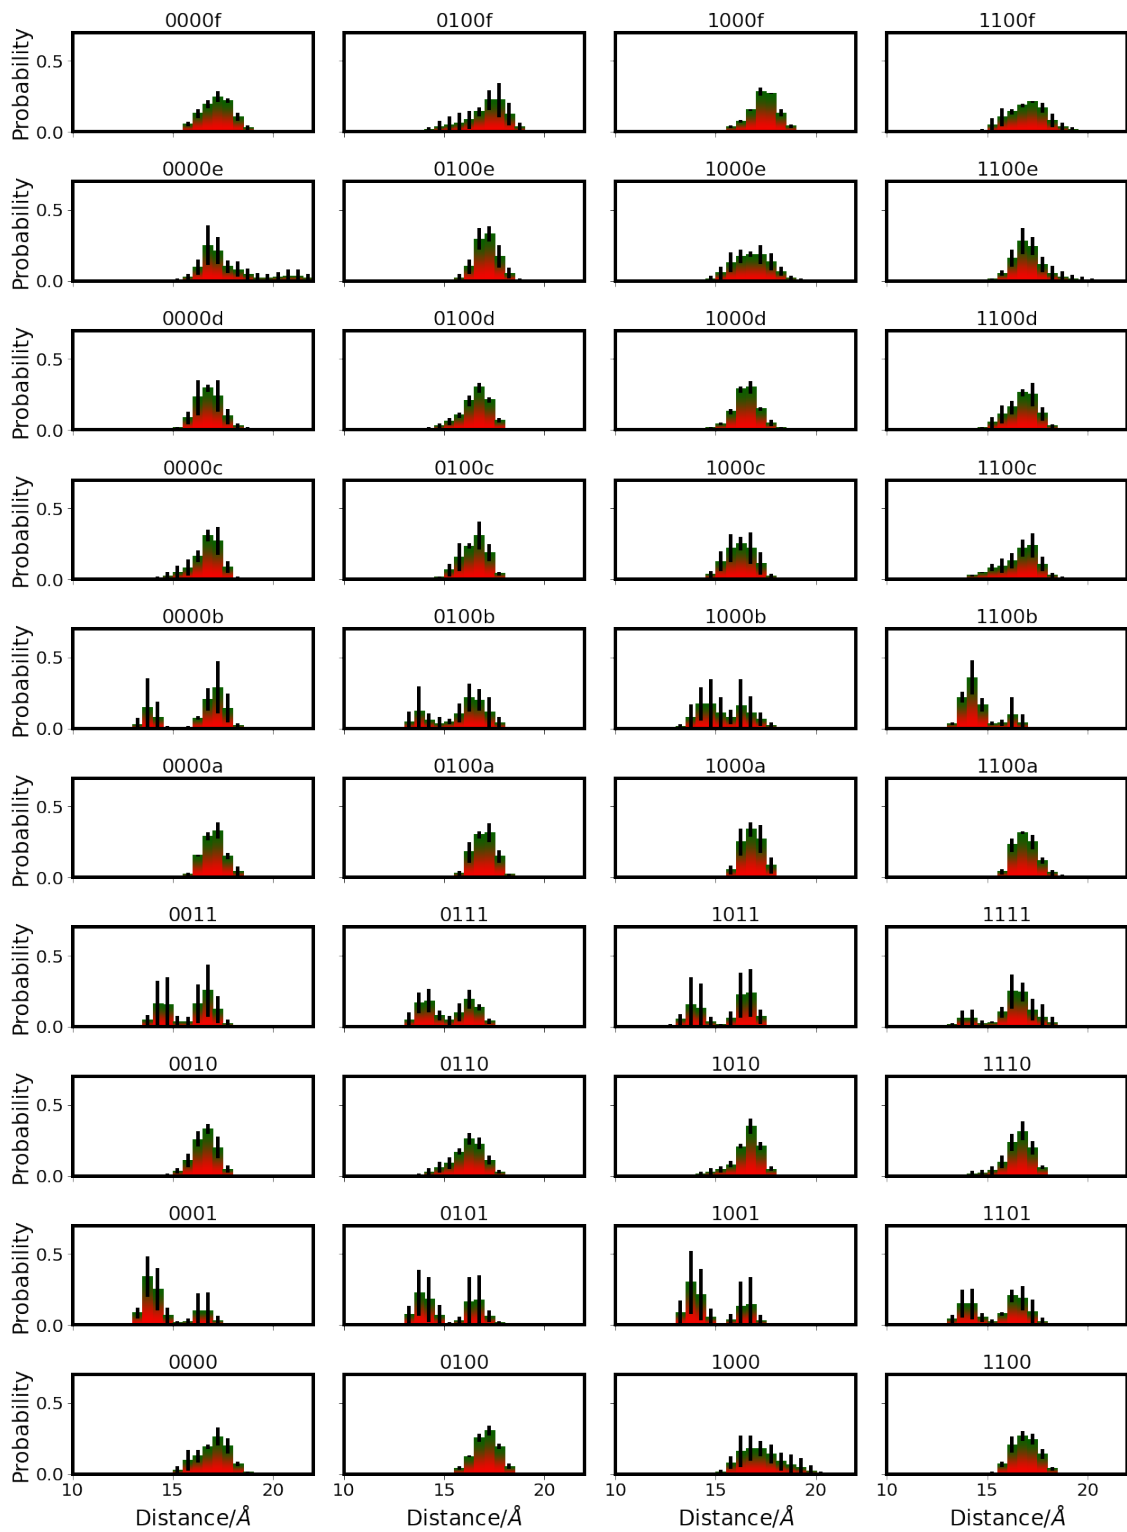 0000f 0100f 1000f 1100f
Probability
0.5
0.0
0000e 0100e 1000e 1100e
Probability
0.5
0.0
0000d 0100d 1000d 1100d
Probability
0.5
0.0
0000c 0100c 1000c 1100c
Probability
0.5
0.0
0000b 0100b 1000b 1100b
Probability
0.5
0.0
0000a 0100a 1000a 1100a
Probability
0.5
0.0
0011 0111 1011 1111
Probability
0.5
0.0
0010 0110 1010 1110
Probability
0.5
0.0
0001 0101 1001 1101
Probability
0.5
0.0
0000 0100 1000 1100
Probability
0.5
0.0
10 15 20 10 15 20 10 15 20 10 15 20
Distance/Å Distance/Å Distance/Å Distance/Å